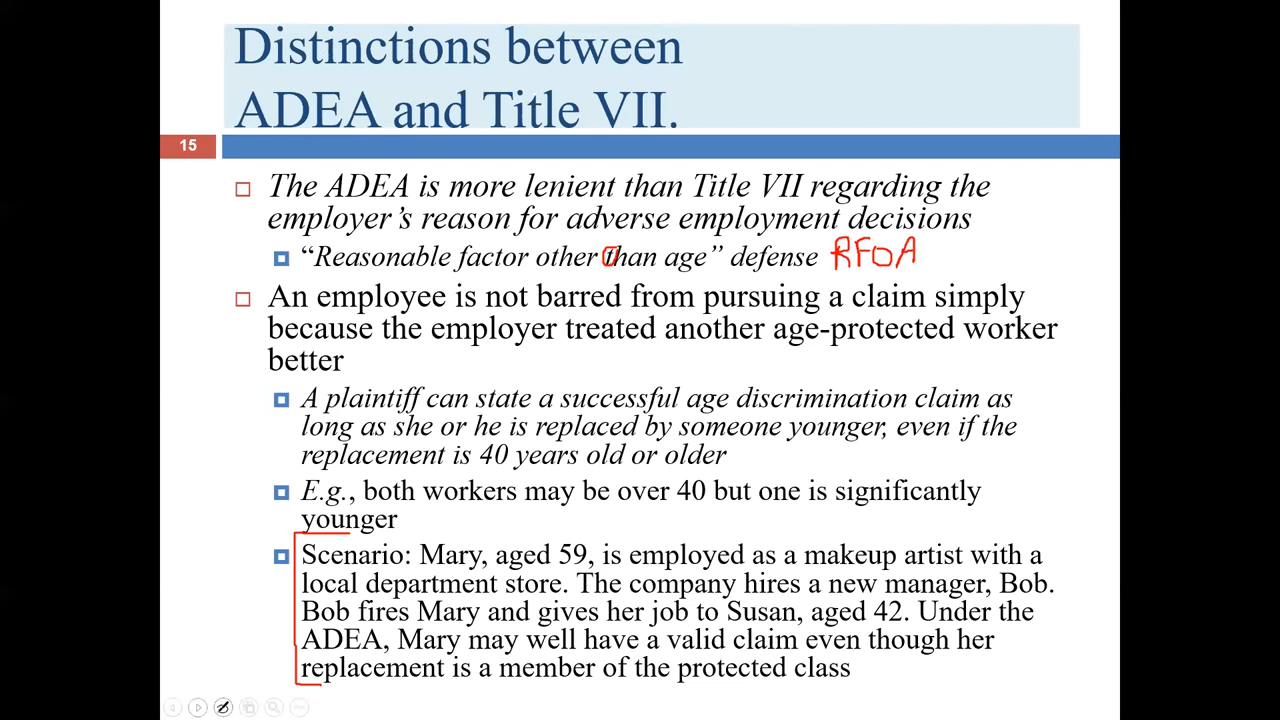 Distinctions between
ADEA and Title VII.
15
The ADEA is more lenient than Title VII regarding the
employer’s reason for adverse employment decisions
“Reasonable factor other than age” defense RFOA
An employee is not barred from pursuing a claim simply
because the employer treated another age-protected worker
better
A plaintiff can state a successful age discrimination claim as
long as she or he is replaced by someone younger, even if the
replacement is 40 years old or older
E.g., both workers may be over 40 but one is significantly
younger
Scenario: Mary, aged 59, is employed as a makeup artist with a
local department store. The company hires a new manager, Bob.
Bob fires Mary and gives her job to Susan, aged 42. Under the
ADEA, Mary may well have a valid claim even though her
replacement is a member of the protected class